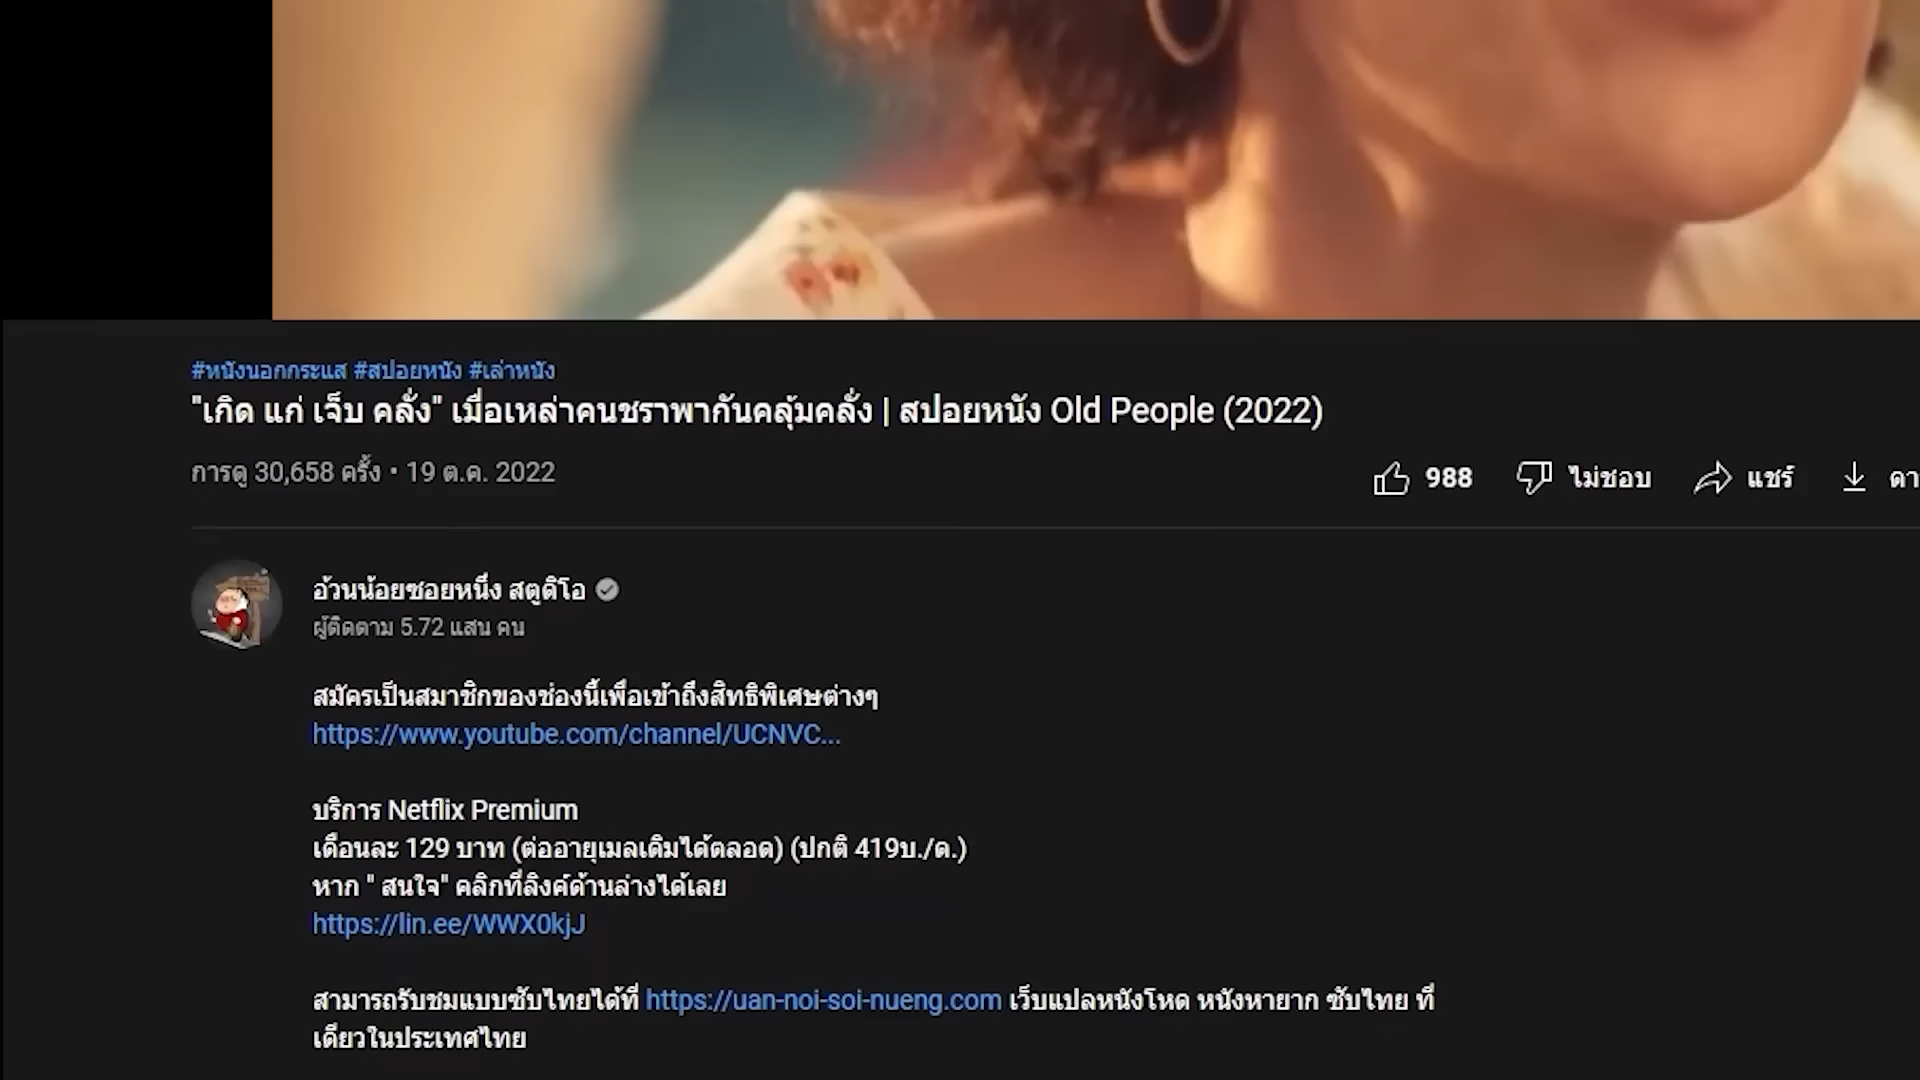 #หนังนอกกระแส #สปอยหนัง #เล่าหนัง
"เกิด แก่ เจ็บ คลั่ง" เมื่อเหล่าคนชราพากันคลุ้มคลั่ง | สปอยหนัง Old People (2022)
การดู 30,658 ครั้ง • 19 ต.ค. 2022
988 ไม่ชอบ แชร์
อ้วนน้อยซอยหนึ่ง สตูดิโอ
ผู้ติดตาม 5.72 แสน คน
สมัครเป็นสมาชิกของช่องนี้เพื่อเข้าถึงสิทธิพิเศษต่างๆ
https://www.youtube.com/channel/UCNVC...
บริการ Netflix Premium
เดือนละ 129 บาท (ต่ออายุเมลเดิมได้ตลอด) (ปกติ 419บ./ด.)
หาก " สนใจ" คลิกที่ลิงค์ด้านล่างได้เลย
https://lin.ee/WWX0kjJ
สามารถรับชมแบบซับไทยได้ที่ https://uan-noi-soi-nueng.com เว็บแปลหนังโหด หนังหายาก ซับไทย ที่
เดียวในประเทศไทย